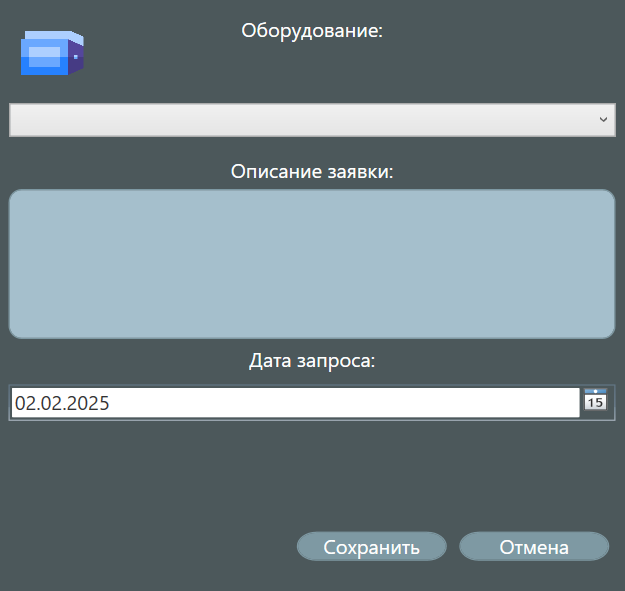 Оборудование:
Описание заявки:
Дата запроса:
02.02.2025
15
Сохранить
Отмена